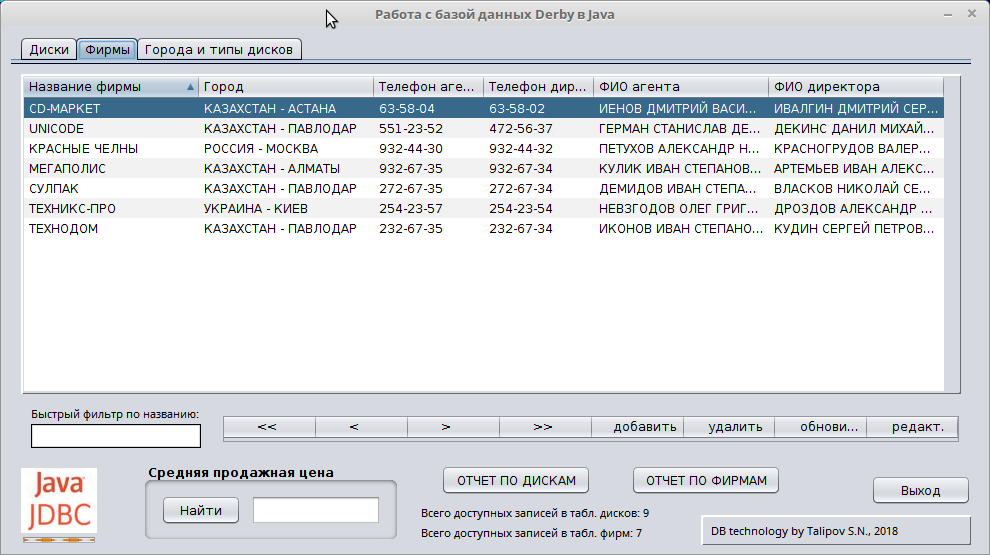 Работа с базой данных Derby в Java
Диски Фирмы Города и типы дисков
Название фирмы Город Телефон аге... Телефон дир... ФИО агента ФИО директора
CD-МАРКЕТ КАЗАХСТАН - АСТАНА 63-58-04 63-58-02 ИЕНОВ ДМИТРИЙ ВАСИ... ИВАЛГИН ДМИТРИЙ СЕР...
UNICODE КАЗАХСТАН - ПАВЛОДАР 551-23-52 472-56-37 ГЕРМАН СТАНИСЛАВ ДЕ... ДЕКИНС ДАНИЛ МИХАЙ...
КРАСНЫЕ ЧЕЛНЫ РОССИЯ - МОСКВА 932-44-30 932-44-32 ПЕТУХОВ АЛЕКСАНДР Н... КРАСНОГРУДОВ ВАЛЕР...
МЕГАПОЛИС КАЗАХСТАН - АЛМАТЫ 932-67-35 932-67-34 КУЛИК ИВАН СТЕПАНОВ... АРТЕМЬЕВ ИВАН АЛЕКС...
СУЛПАК КАЗАХСТАН - ПАВЛОДАР 272-67-35 272-67-34 ДЕМИДОВ ИВАН СТЕПА... ВЛАСКОВ НИКОЛАЙ СЕ...
ТЕХНИКС-ПРО УКРАИНА - КИЕВ 254-23-57 254-23-54 НЕВЗГОДОВ ОЛЕГ ГРИГ... ДРОЗДОВ АЛЕКСАНДР ...
ТЕХНОДОМ КАЗАХСТАН - ПАВЛОДАР 232-67-35 232-67-34 ИКОНОВ ИВАН СТЕПАНО... КУДИН СЕРГЕЙ ПЕТРОВ...
Быстрый фильтр по названию:
<< < > >> добавить удалить обнови... редакт.
Java
JDBC
Средняя продажная цена
Найти
ОТЧЕТ ПО ДИСКАМ ОТЧЕТ ПО ФИРМАМ
Выход
Всего доступных записей в табл. дисков: 9
Всего доступных записей в табл. фирм: 7
DB technology by Talipov S.N., 2018